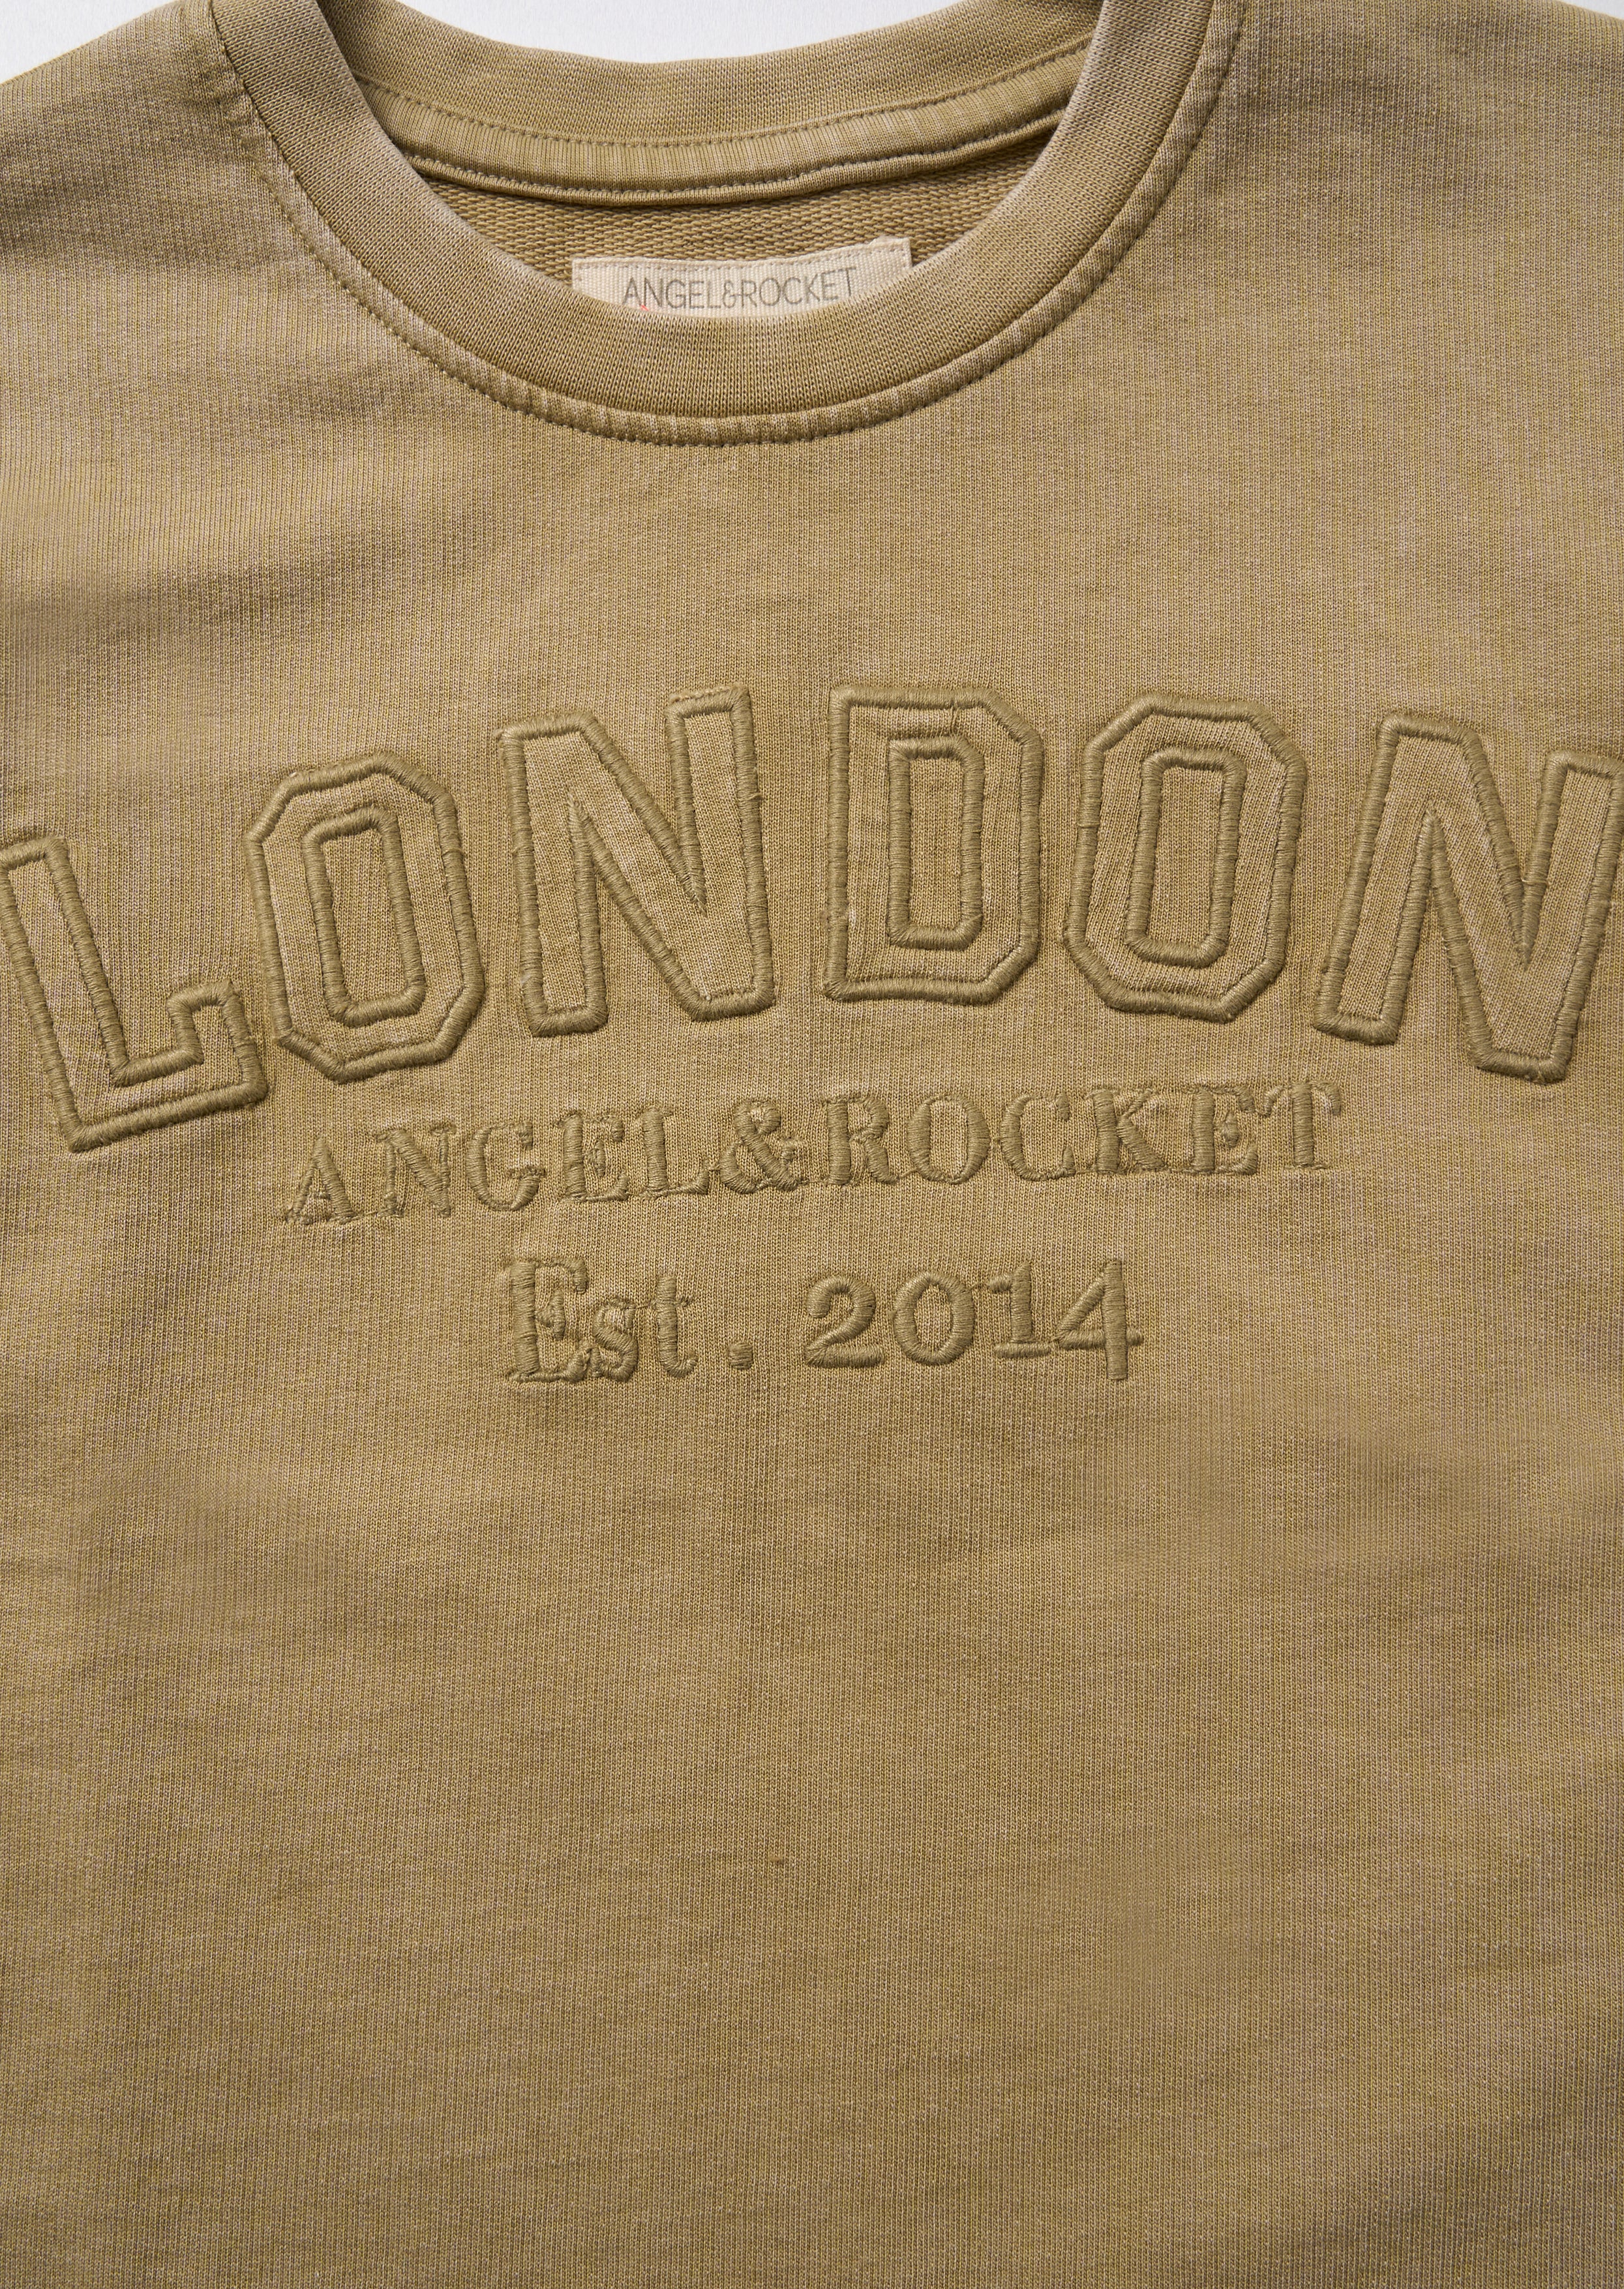 ANGEL&ROCKET
LONDON
ANGEL&ROCKET
Est. 2014